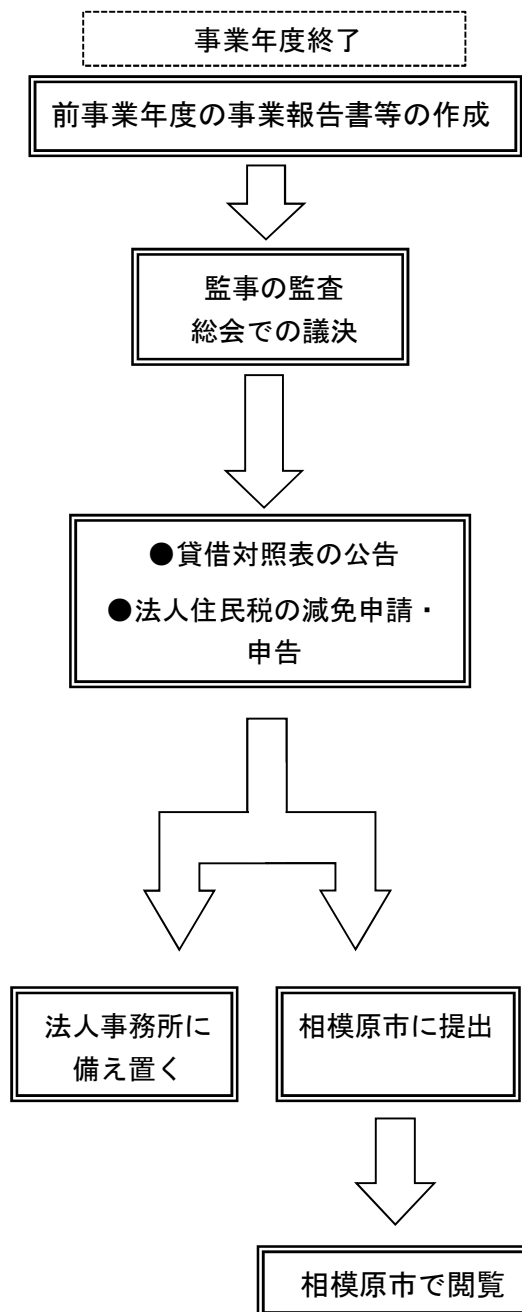 事業年度終了
前事業年度の事業報告書等の作成
監事の監査
総会での議決
●貸借対照表の公告
●法人住民税の減免申請・
申告
法人事務所に
備え置く
相模原市に提出
相模原市で閲覧